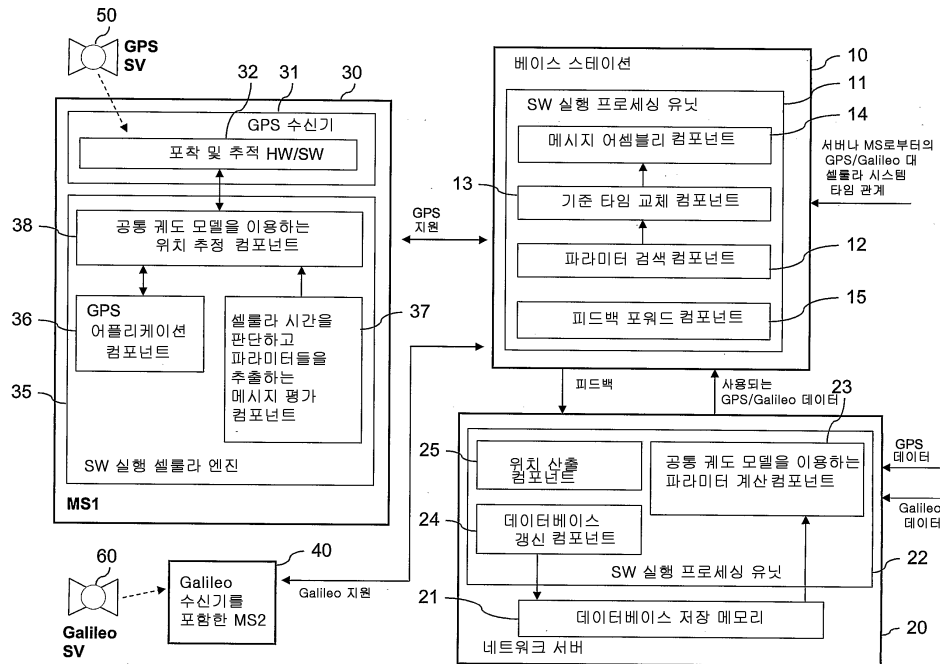 50
GPS
SV
32
31
30
GPS 수신기
포착 및 추적 HW/SW
38
공통 궤도 모델을 이용하는
위치 추정 컴포넌트
36
GPS
어플리케이션
컴포넌트
셀룰라 시간을
판단하고
파라미터들을
추출하는
메시지 평가
컴포넌트
37
35
SW 실행 셀룰라 엔진
MS1
60
Galileo
SV
40
Galileo
수신기를
포함한 MS2
GPS
지원
Galileo 지원
베이스 스테이션
10
SW 실행 프로세싱 유닛
11
메시지 어셈블리 컴포넌트
14
13
기준 타임 교체 컴포넌트
파라미터 검색 컴포넌트
12
피드백 포워드 컴포넌트
15
서버나 MS로부터의
GPS/Galileo 대
셀룰라 시스템
타임 관계
피드백
사용되는
GPS/Galileo 데이터
23
25
위치 산출
컴포넌트
공통 궤도 모델을 이용하는
파라미터 계산 컴포넌트
GPS
데이터
Galileo
데이터
24
데이터베이스
갱신 컴포넌트
SW 실행 프로세싱 유닛
22
21
데이터베이스 저장 메모리
네트워크 서버
20